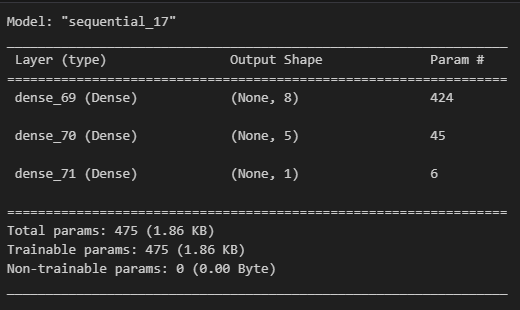 Model: "sequential_17"
_________________________________________________________________
Layer (type)                Output Shape              Param #
=================================================================
dense_69 (Dense)            (None, 8)                 424
dense_70 (Dense)            (None, 5)                 45
dense_71 (Dense)            (None, 1)                 6
=================================================================
Total params: 475 (1.86 KB)
Trainable params: 475 (1.86 KB)
Non-trainable params: 0 (0.00 Byte)
_________________________________________________________________